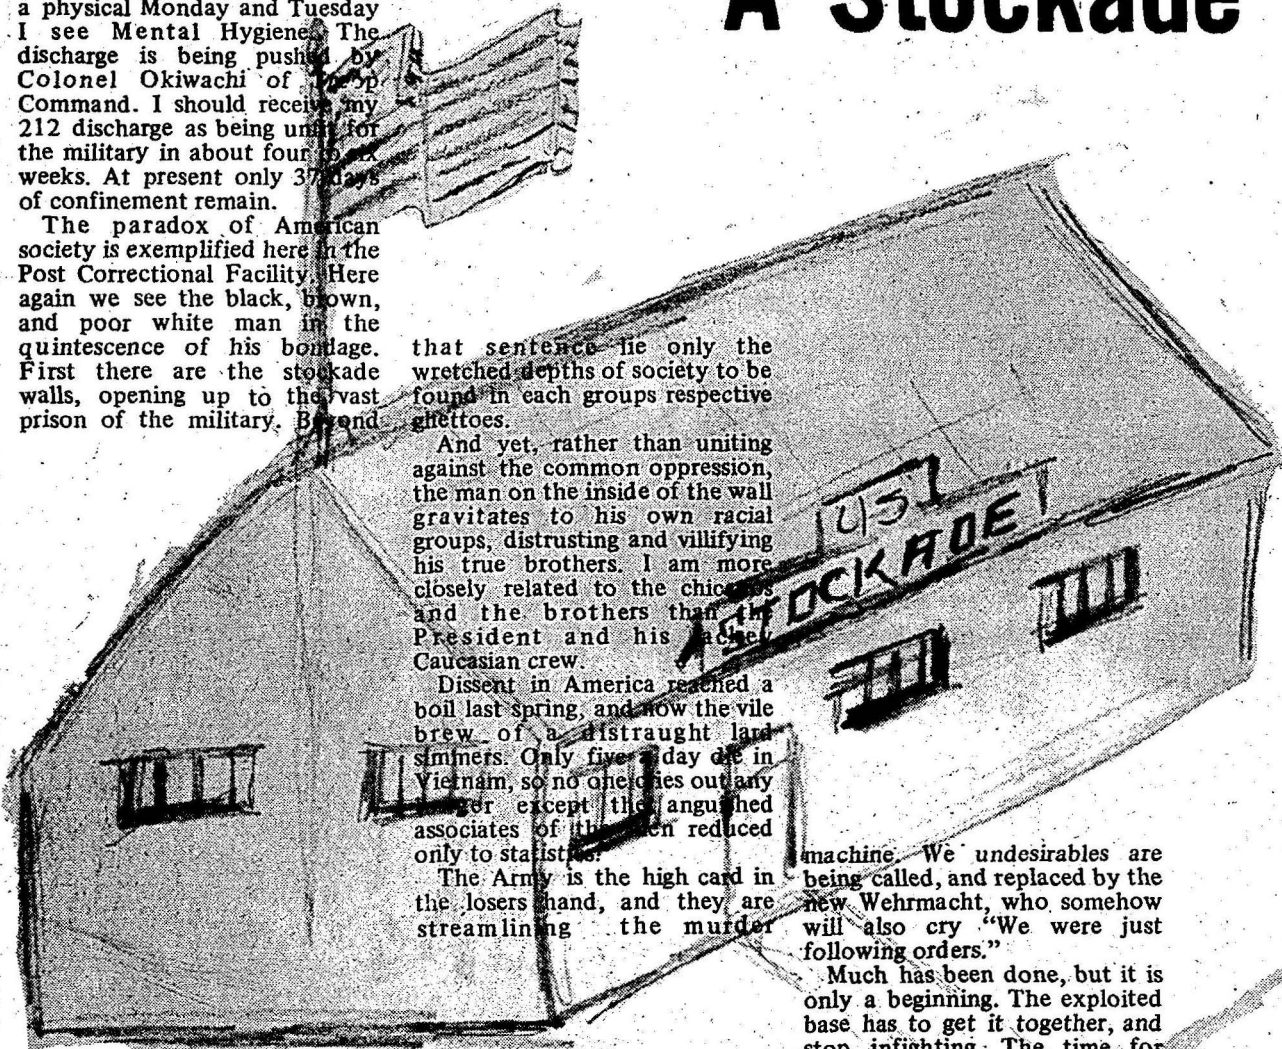 A Stockade
a physical Monday and Tuesday
I see Mental Hygiene. The
discharge is being pushed by
Colonel Okiwachi of Troop
Command. I should receive my
212 discharge as being unfit for
the military in about four to six
weeks. At present only 37 days
of confinement remain.
The paradox of American
society is exemplified here in the
Post Correctional Facility. Here
again we see the black, brown,
and poor white man in the
quintescence of his bondage.
First there are the stockade
walls, opening up to the vast
prison of the military. Beyond
that sentence lie only the
wretched depths of society to be
found in each groups respective
ghettoes.
And yet, rather than uniting
against the common oppression,
the man on the inside of the wall
gravitates to his own racial
groups, distrusting and villifying
his true brothers. I am more
closely related to the chicanos
and the brothers than the
President and his lackey
Caucasian crew.
Dissent in America reached a
boil last spring, and now the vile
brew of a distraught lard
simmers. Only five a day die in
Vietnam, so no one cries out any
longer except the anguished
associates of the men reduced
only to statistics.
The Army is the high card in
the losers hand, and they are
streamlining the murder
machine. We undesirables are
being called, and replaced by the
new Wehrmacht, who somehow
will also cry "We were just
following orders."
Much has been done, but it is
only a beginning. The exploited
base has to get it together, and
stop infighting. The time for
US
STOCKADE